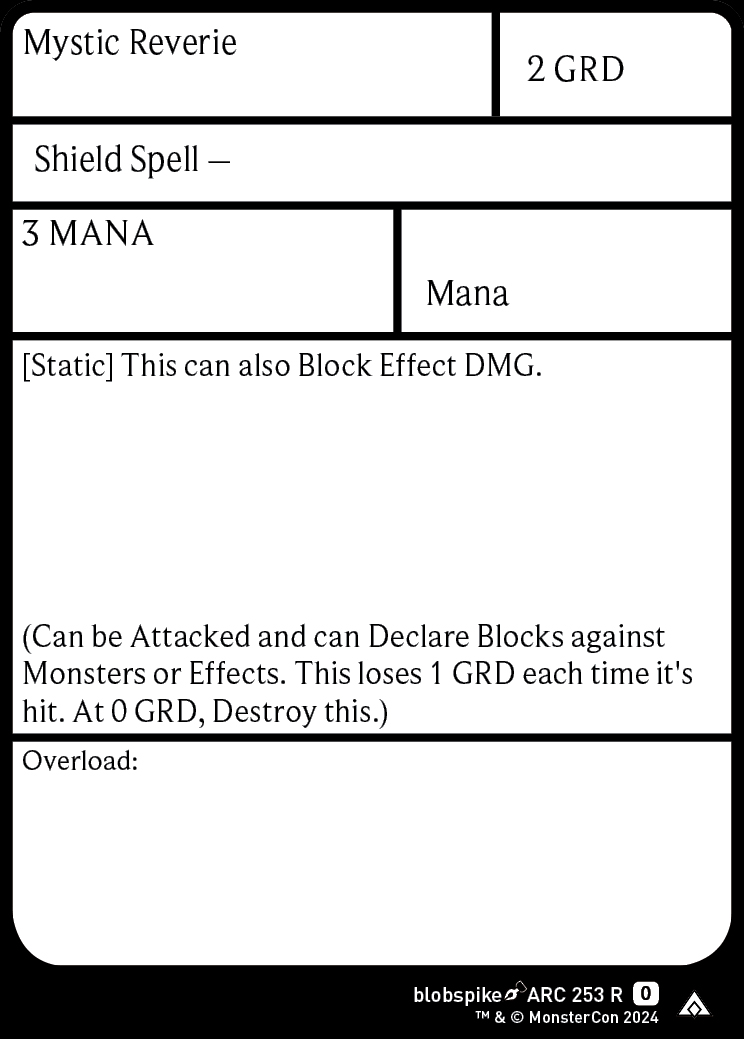 Mystic Reverie
2 GRD
Shield Spell —
3 MANA
Mana
[Static] This can also Block Effect DMG.
(Can be Attacked and can Declare Blocks against
Monsters or Effects. This loses 1 GRD each time it's
hit. At 0 GRD, Destroy this.)
Overload:
blobspike ARC 253 R 0
™ & © MonsterCon 2024